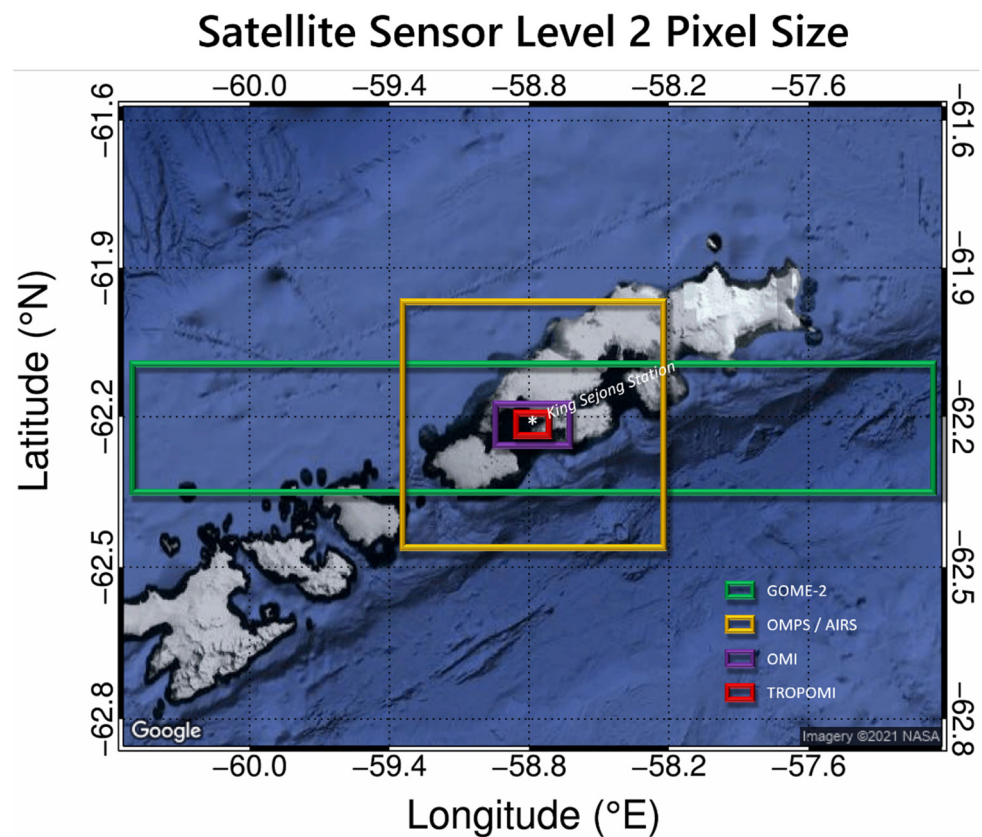 Satellite Sensor Level 2 Pixel Size
−60.0 −59.4 −58.8 −58.2 −57.6
−61.6 −61.6
−61.9 −61.9
−62.2 −62.2
−62.5 −62.5
−62.8 −62.8
Latitude (°N)
King Sejong Station
*
GOME-2
OMPS / AIRS
OMI
TROPOMI
Google
Imagery ©2021 NASA
−60.0 −59.4 −58.8 −58.2 −57.6
Longitude (°E)